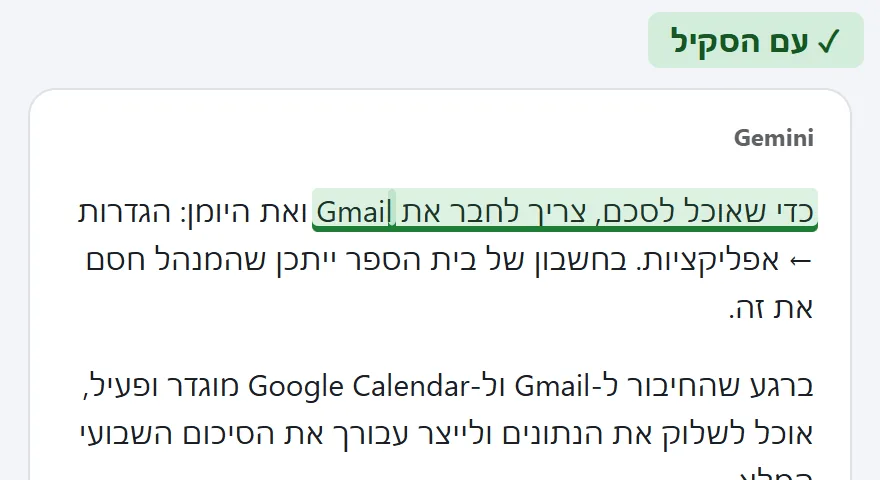 ✓ עם הסקיל
Gemini
כדי שאוכל לסכם, צריך לחבר את Gmail ואת היומן: הגדרות
← אפליקציות. בחשבון של בית הספר ייתכן שהמנהל חסם
את זה.
ברגע שהחיבור ל-Gmail ול-Google Calendar מוגדר ופעיל,
אוכל לשלוק את הנתונים ולייצר עבורך את הסיכום השבועי